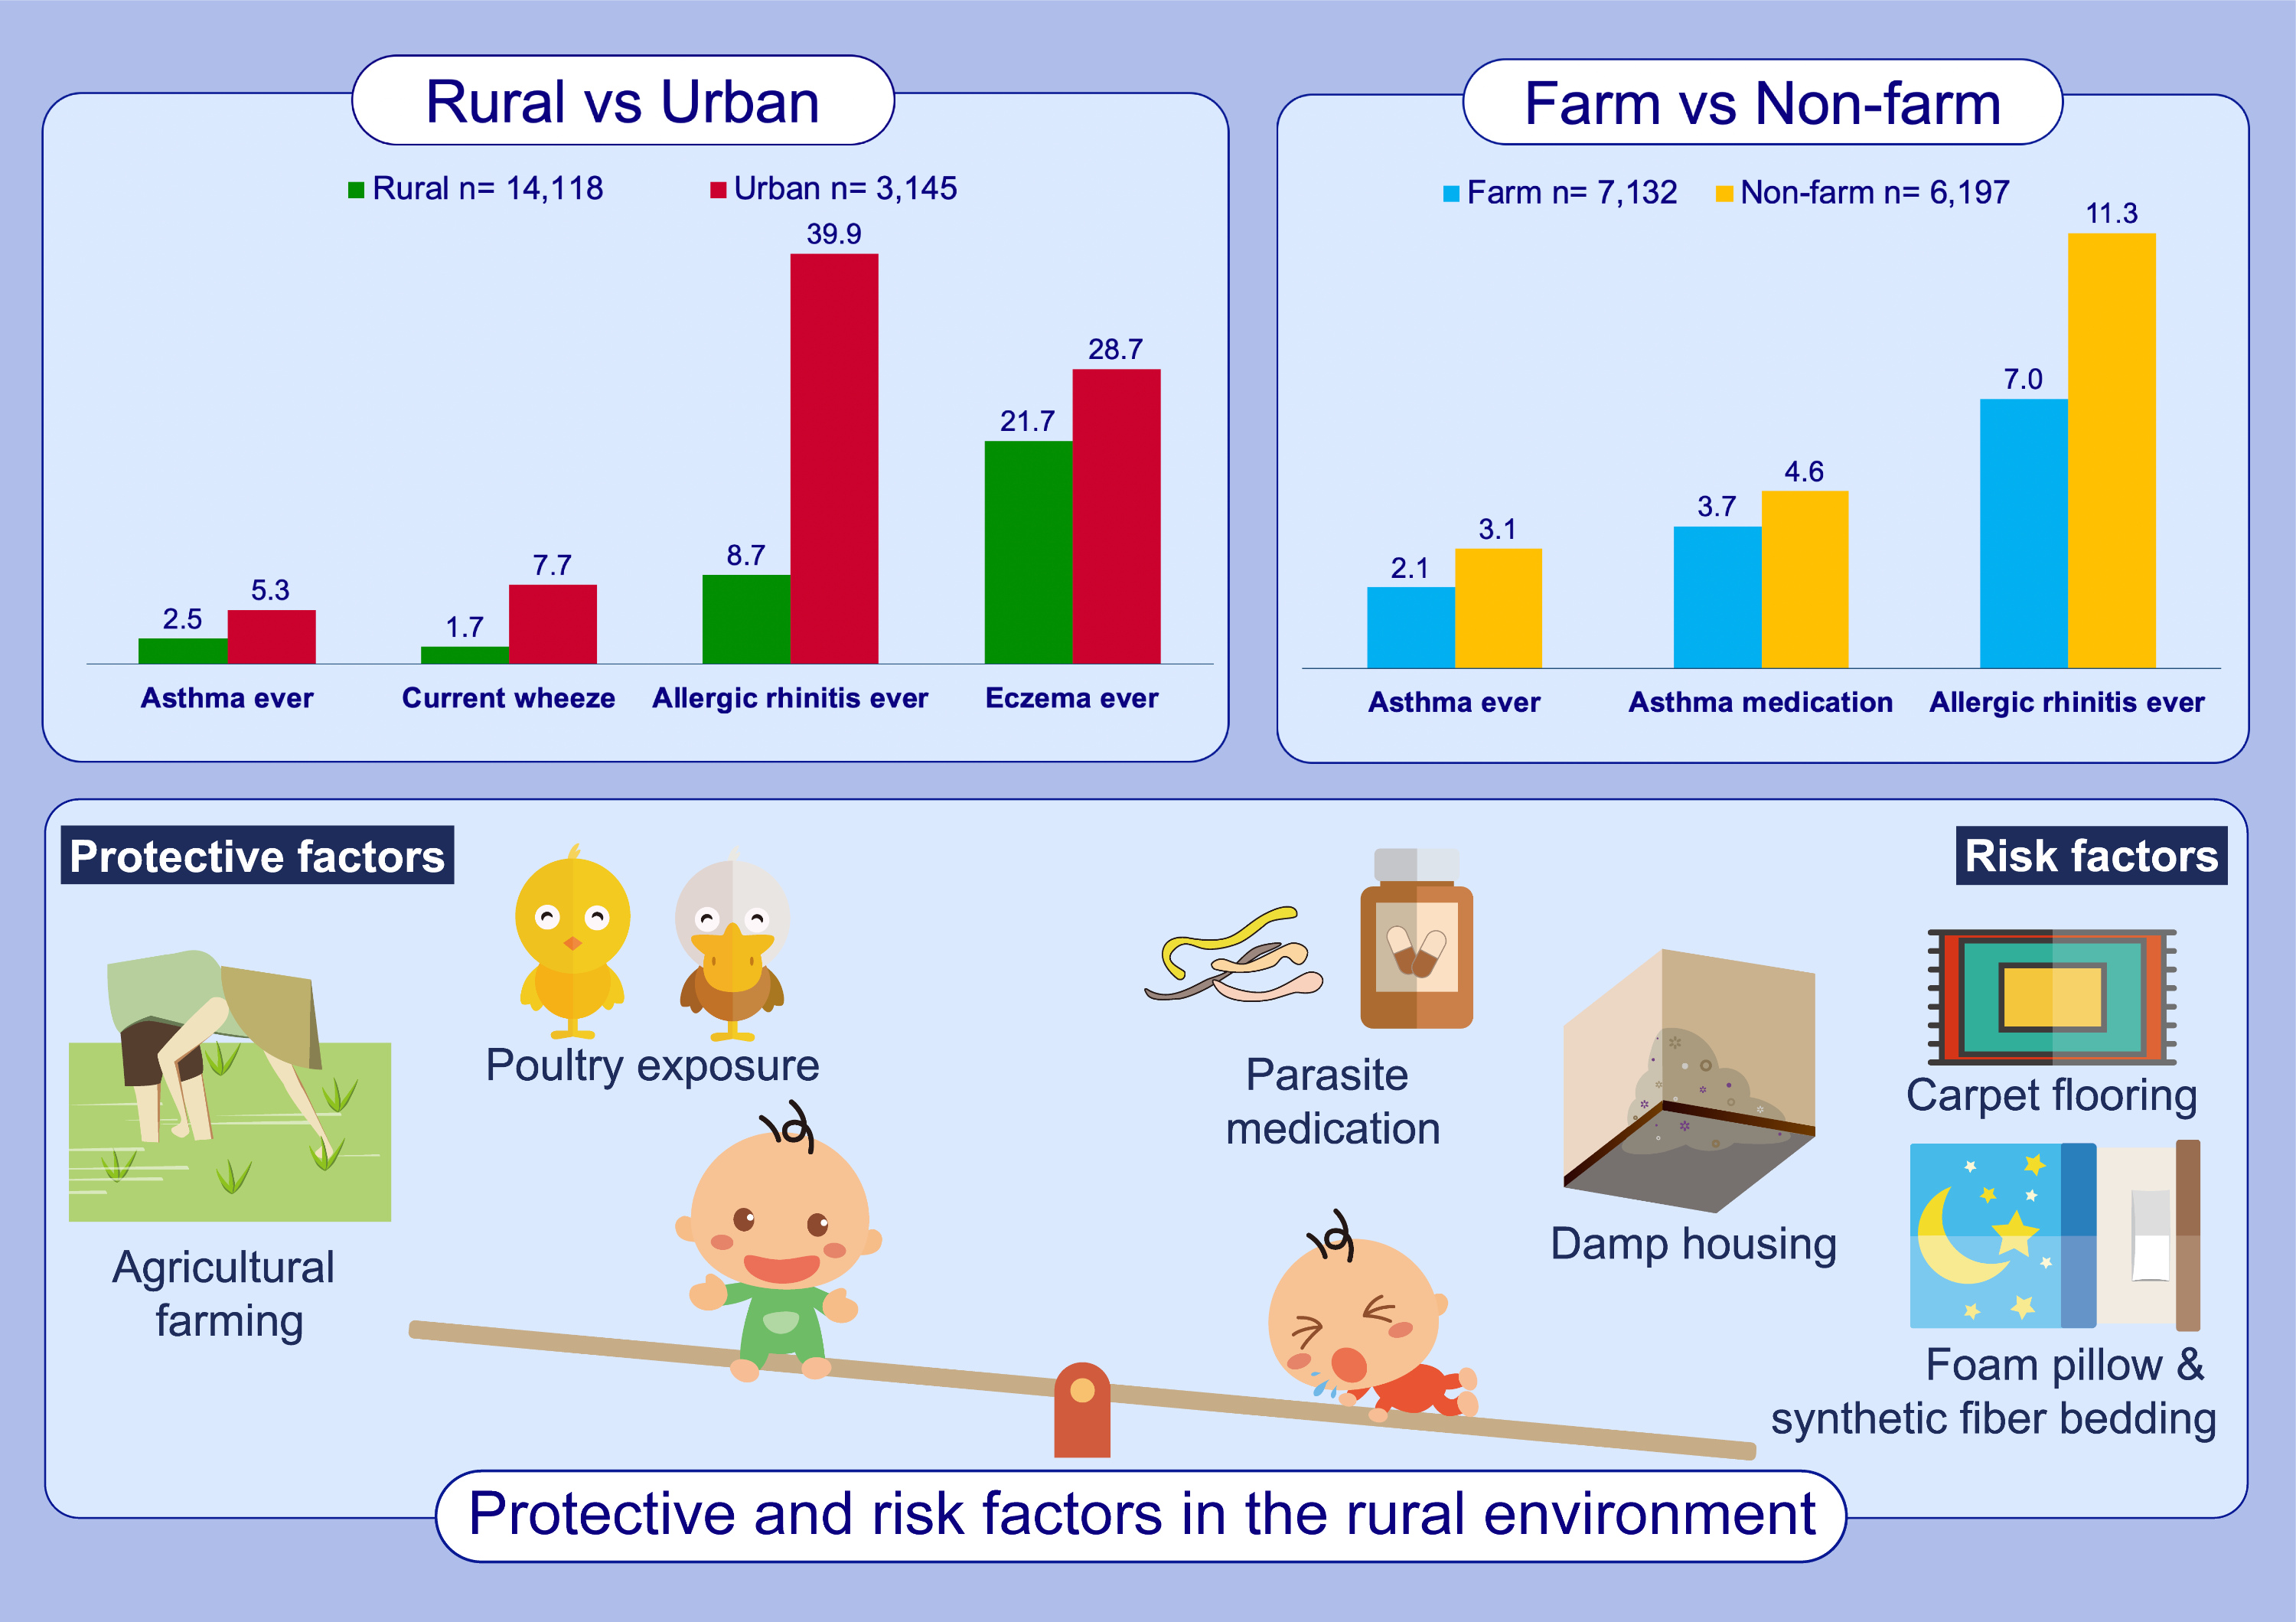 Rural vs Urban
Rural n= 14,118 Urban n= 3,145
2.5
5.3
1.7
7.7
8.7
39.9
21.7
28.7
Asthma ever Current wheeze Allergic rhinitis ever Eczema ever
Farm vs Non-farm
Farm n= 7,132 Non-farm n= 6,197
2.1
3.1
3.7
4.6
7.0
11.3
Asthma ever Asthma medication Allergic rhinitis ever
Protective factors
Agricultural
farming
Poultry exposure
Risk factors
Parasite
medication
Damp housing
Carpet flooring
Foam pillow &
synthetic fiber bedding
Protective and risk factors in the rural environment